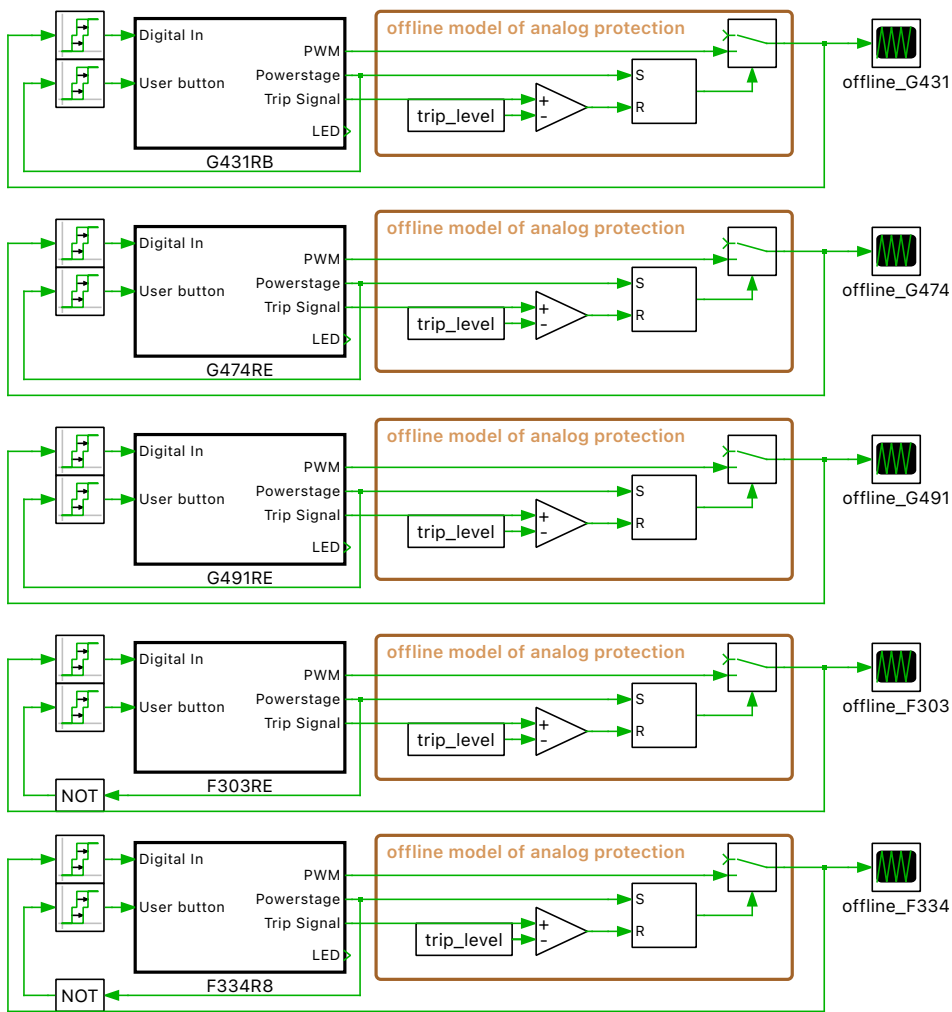 offline model of analog protection
Digital In
PWM
Powerstage
User button
Trip Signal
LED
trip_level
+
-
S
R
offline_G431
G431RB
offline model of analog protection
Digital In
PWM
Powerstage
User button
Trip Signal
LED
trip_level
+
-
S
R
offline_G474
G474RE
offline model of analog protection
Digital In
PWM
Powerstage
User button
Trip Signal
LED
trip_level
+
-
S
R
offline_G491
G491RE
offline model of analog protection
Digital In
PWM
Powerstage
User button
Trip Signal
trip_level
+
-
S
R
offline_F303
F303RE
NOT
offline model of analog protection
Digital In
PWM
Powerstage
User button
Trip Signal
LED
trip_level
+
-
S
R
offline_F334
F334R8
NOT